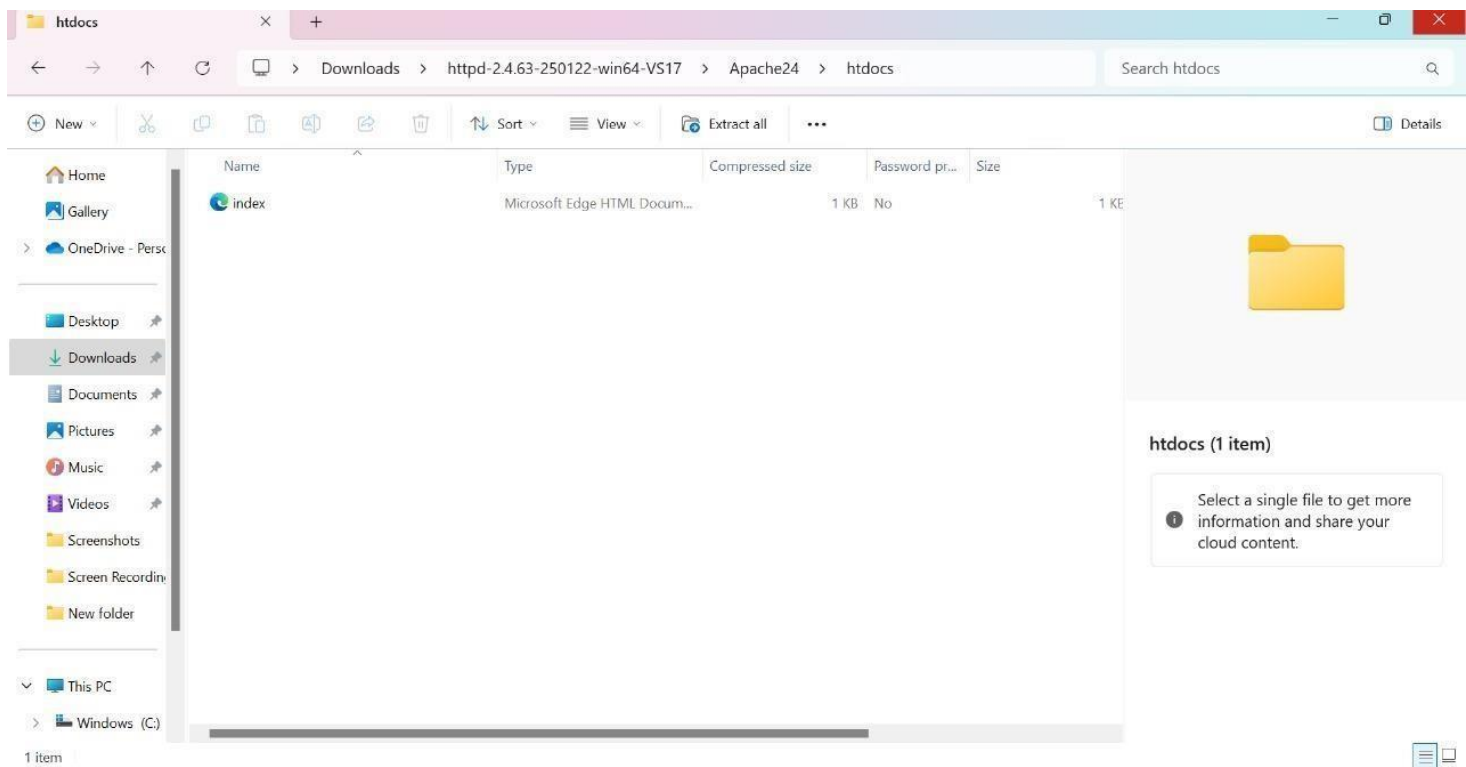 htdocs
Downloads > httpd-2.4.63-250122-win64-VS17 > Apache24 > htdocs
Search htdocs
New
Sort
View
Extract all
Details
Name
Type
Compressed size
Password pr...
Size
index
Microsoft Edge HTML Docum...
1 KB
No
1 KB
Home
Gallery
OneDrive - Perso
Desktop
Downloads
Documents
Pictures
Music
Videos
Screenshots
Screen Recording
New folder
This PC
Windows (C:)
htdocs (1 item)
Select a single file to get more
information and share your
cloud content.
1 item